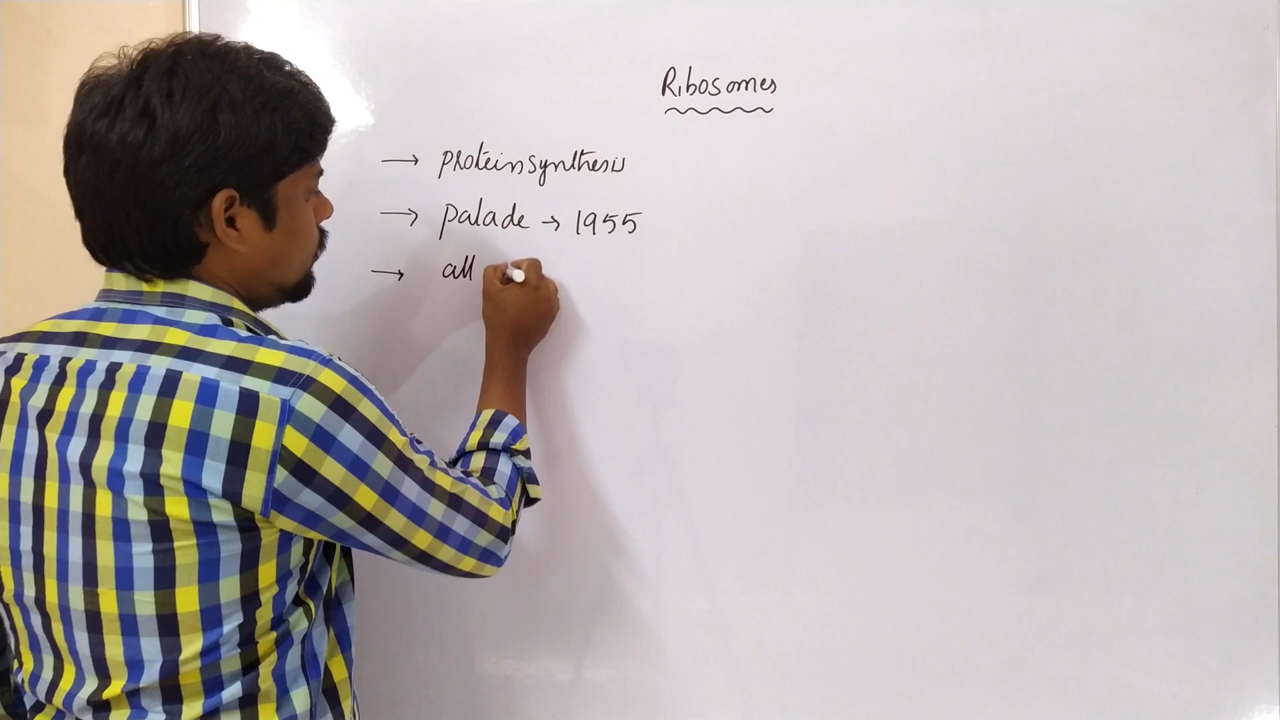 Ribosomes
→ proteinsynthesis
→ palade → 1955
→ all